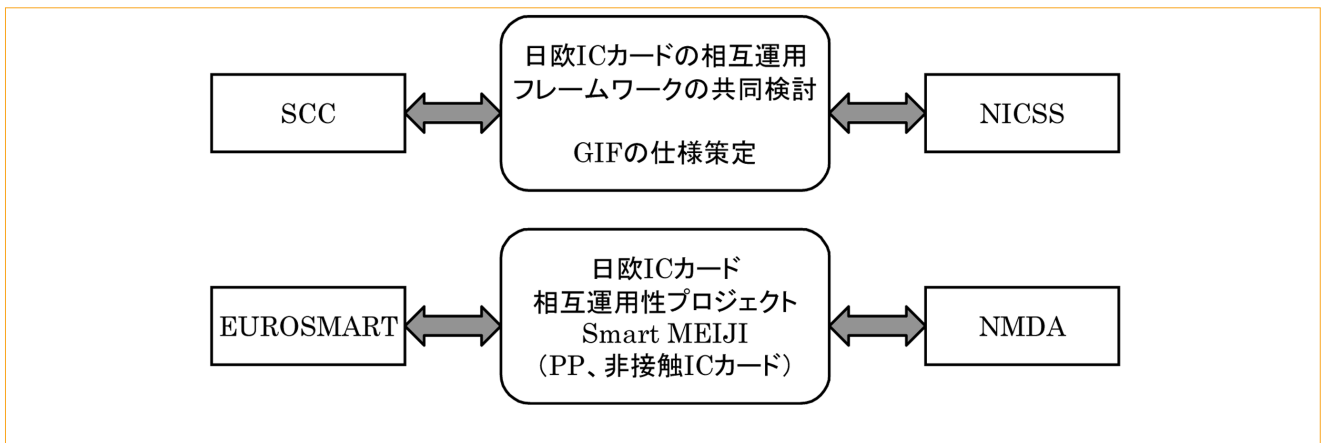 日欧ICカードの相互運用
フレームワークの共同検討
SCC
NICSS
GIFの仕様策定
日欧ICカード
相互運用性プロジェクト
EUROSMART
Smart MEIJI
NMDA
（PP、非接触ICカード）